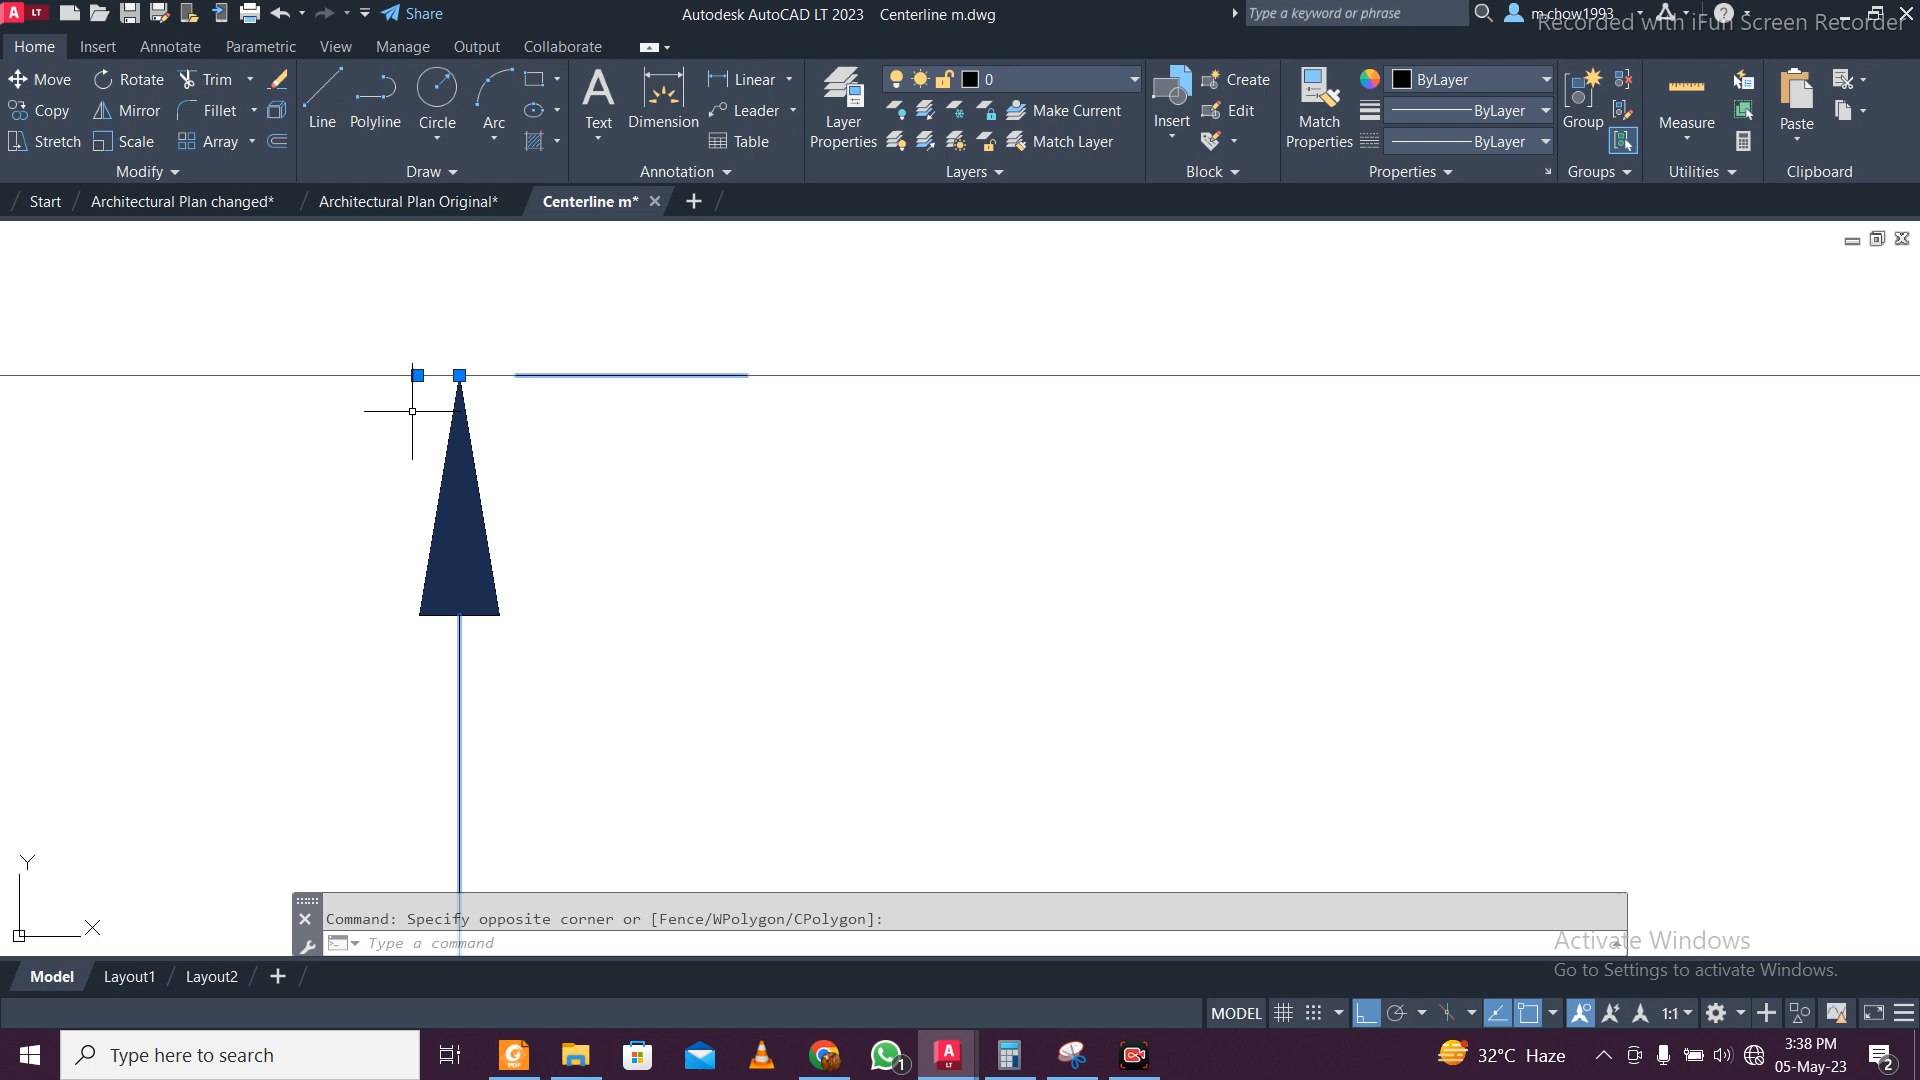 A LT
Share
Autodesk AutoCAD LT 2023 Centerline m.dwg
Type a keyword or phrase
m.chow1993
Recorded with iFun Screen Recorder
Home Insert Annotate Parametric View Manage Output Collaborate
Move Rotate Trim
Copy Mirror Fillet
Stretch Scale Array
Modify
Line Polyline Circle Arc
Draw
Text Dimension
Linear
Leader
Table
Annotation
Layer Properties
0
Make Current
Match Layer
Layers
Insert
Create
Edit
Block
Match Properties
ByLayer
ByLayer
ByLayer
Properties
Group
Groups
Measure
Utilities
Paste
Clipboard
Start Architectural Plan changed* Architectural Plan Original* Centerline m*
Y
X
Command: Specify opposite corner or [Fence/WPolygon/CPolygon]:
Type a command
Activate Windows
Go to Settings to activate Windows.
Model Layout1 Layout2
MODEL 1:1
Type here to search
PDF
1
A LT
32°C Haze
3:38 PM
05-May-23
2